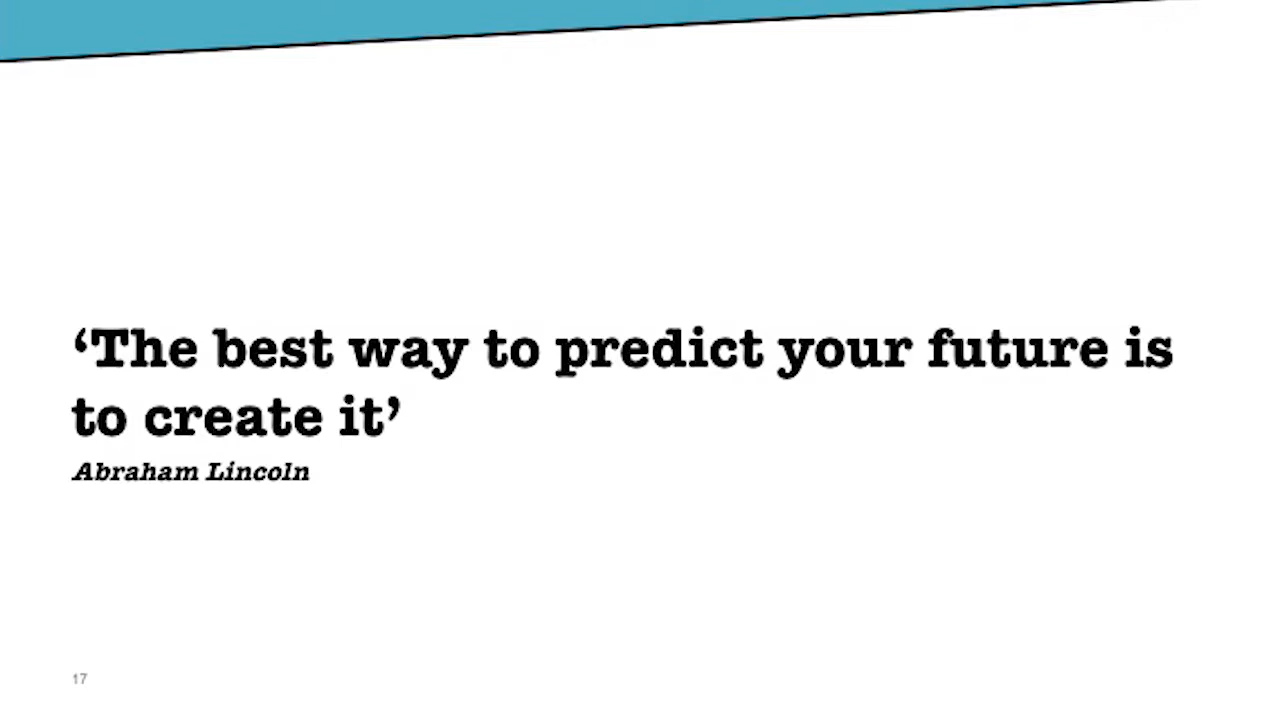 ‘The best way to predict your future is
to create it’
Abraham Lincoln
17